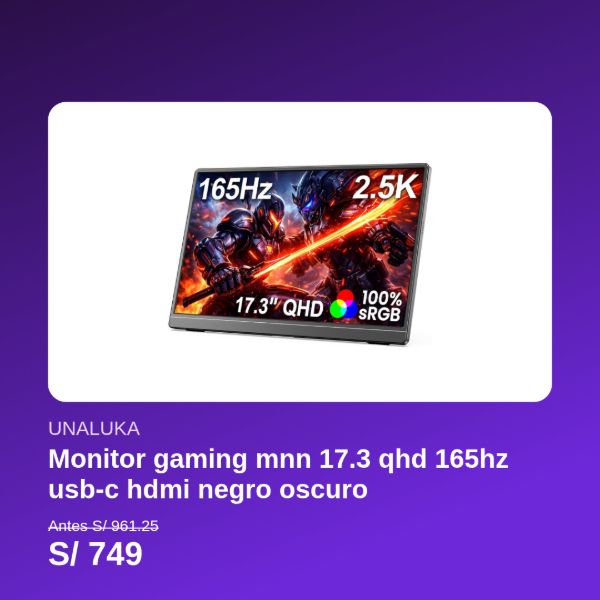 165Hz 2.5K
17.3" QHD
100%
sRGB
UNALUKA
Monitor gaming mnn 17.3 qhd 165hz
usb-c hdmi negro oscuro
Antes S/ 961.25
S/ 749